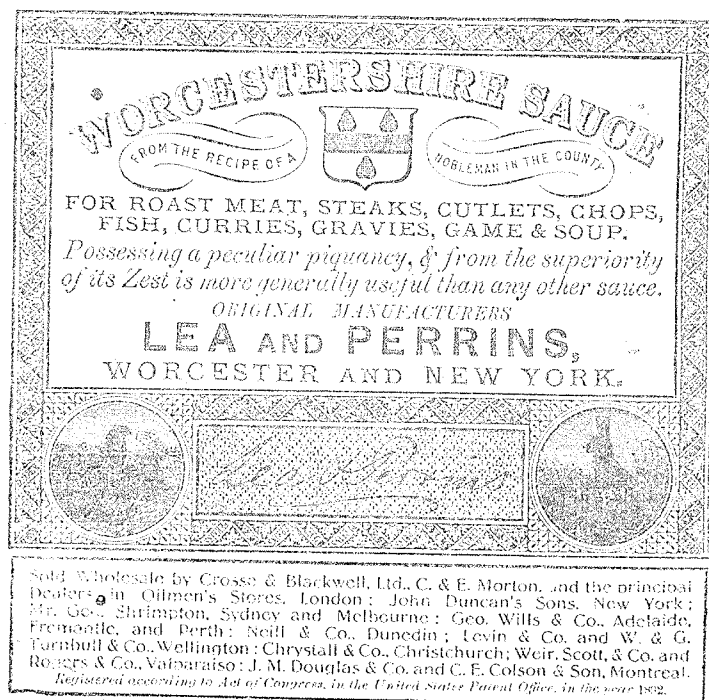 WORCESTERSHIRE SAUCE
FROM THE RECIPE OF A NOBLEMAN IN THE COUNTY
FOR ROAST MEAT, STEAKS, CUTLETS, CHOPS,
FISH, CURRIES, GRAVIES, GAME & SOUP.
Possessing a peculiar piquancy, & from the superiority
of its Zest is more generally useful than any other sauce.
ORIGINAL MANUFACTURERS
LEA AND PERRINS,
WORCESTER AND NEW YORK.
Lea & Perrins
Sold Wholesale by Crosse & Blackwell, Ltd., C. & E. Morton, and the principal
Dealers in Oilmen's Stores, London; John Duncan's Sons, New York;
Mr. Geo. Shrimpton, Sydney and Melbourne; Geo. Wills & Co., Adelaide,
Fremantle, and Perth; Neill & Co., Dunedin; Levin & Co. and W. & G.
Turnbull & Co., Wellington; Chrystall & Co., Christchurch; Weir, Scott, & Co. and
Rogers & Co., Valparaiso; J. M. Douglas & Co. and C. E. Colson & Son, Montreal.
Registered according to Act of Congress, in the United States Patent Office, in the year